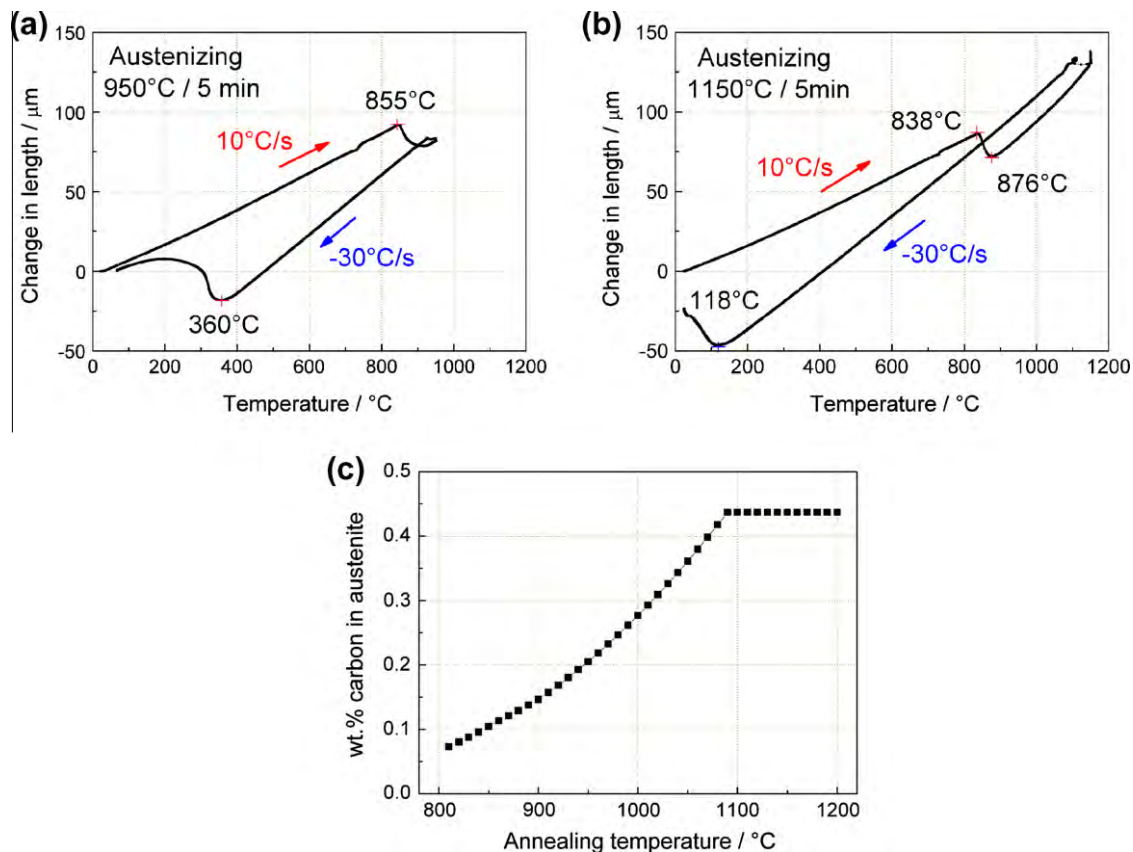 (a)
150
100
50
0
-50
Change in length / μm
Austenizing
950°C / 5 min
855°C
10°C/s
-30°C/s
360°C
0 200 400 600 800 1000 1200
Temperature / °C
(b)
150
100
50
0
-50
Change in length / μm
Austenizing
1150°C / 5min
838°C
10°C/s
876°C
-30°C/s
118°C
0 200 400 600 800 1000 1200
Temperature / °C
(c)
0.5
0.4
0.3
0.2
0.1
0.0
wt.% carbon in austenite
800 900 1000 1100 1200
Annealing temperature / °C